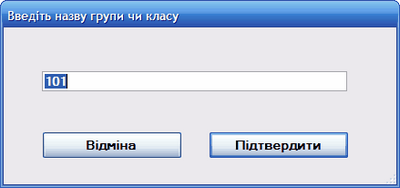 Введіть назву групи чи класу
101
Відміна
Підтвердити